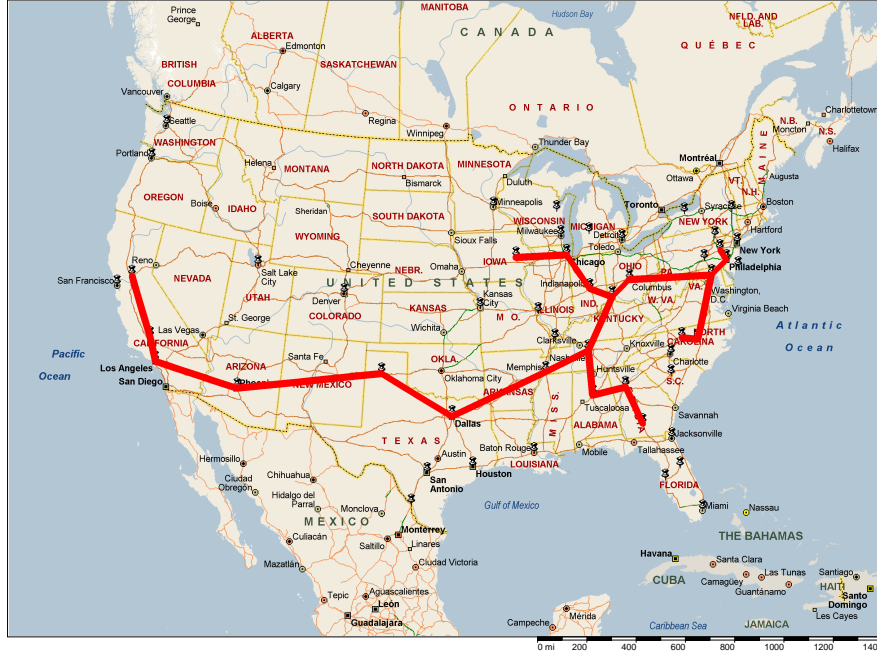 MANITOBA
Hudson Bay
NFLD. AND
LAB.
Prince
George
ALBERTA
CANADA
Edmonton
QUÉBEC
BRITISH
COLUMBIA
SASKATCHEWAN
Calgary
Vancouver
ONTARIO
Charlottetown
N.B.
Moncton
N.S.
Regina
Seattle
Winnipeg
WASHINGTON
Thunder Bay
Halifax
MAINE
Portland
Helena
MONTANA
NORTH DAKOTA
MINNESOTA
Montréal
Ottawa
Augusta
VT.
N.H.
Bismarck
Duluth
OREGON
Boise
IDAHO
Sheridan
SOUTH DAKOTA
Minneapolis
Toronto
Syracuse
Boston
WISCONSIN
Milwaukee
MICHIGAN
Detroit
NEW YORK
Hartford
WYOMING
Sioux Falls
Toledo
New York
Reno
Salt Lake
City
Cheyenne
NEBR.
Omaha
IOWA
Chicago
OHIO
PA.
Philadelphia
San Francisco
NEVADA
UTAH
UNITED STATES
Indianapolis
Columbus
Washington,
D.C.
Denver
COLORADO
Kansas
City
KANSAS
MO.
ILLINOIS
IND.
W. VA.
VA.
KENTUCKY
Virginia Beach
St. George
Las Vegas
Wichita
Clarksville
Knoxville
NORTH
CAROLINA
Atlantic
Ocean
CALIFORNIA
Pacific
Ocean
Santa Fe
OKLA.
Nashville
Charlotte
Los Angeles
ARIZONA
Phoenix
NEW MEXICO
Oklahoma City
Memphis
Huntsville
S.C.
San Diego
ARKANSAS
MISS.
Tuscaloosa
Savannah
Dallas
ALABAMA
TEXAS
Jacksonville
Baton Rouge
Mobile
Tallahassee
Hermosillo
Austin
LOUISIANA
Ciudad
Obregón
Chihuahua
San
Antonio
Houston
FLORIDA
Hidalgo del
Parral
Monclova
Gulf of Mexico
Miami
Nassau
MEXICO
Monterrey
THE BAHAMAS
Culiacán
Saltillo
Linares
Havana
Santa Clara
Mazatlán
Ciudad Victoria
CUBA
Camagüey
Las Tunas
Santiago
Guantánamo
HAITI
Santo
Domingo
Tepic
Aguascalientes
León
Guadalajara
Campeche
Mérida
Caribbean Sea
JAMAICA
Les Cayes
0 mi 200 400 600 800 1000 1200 140